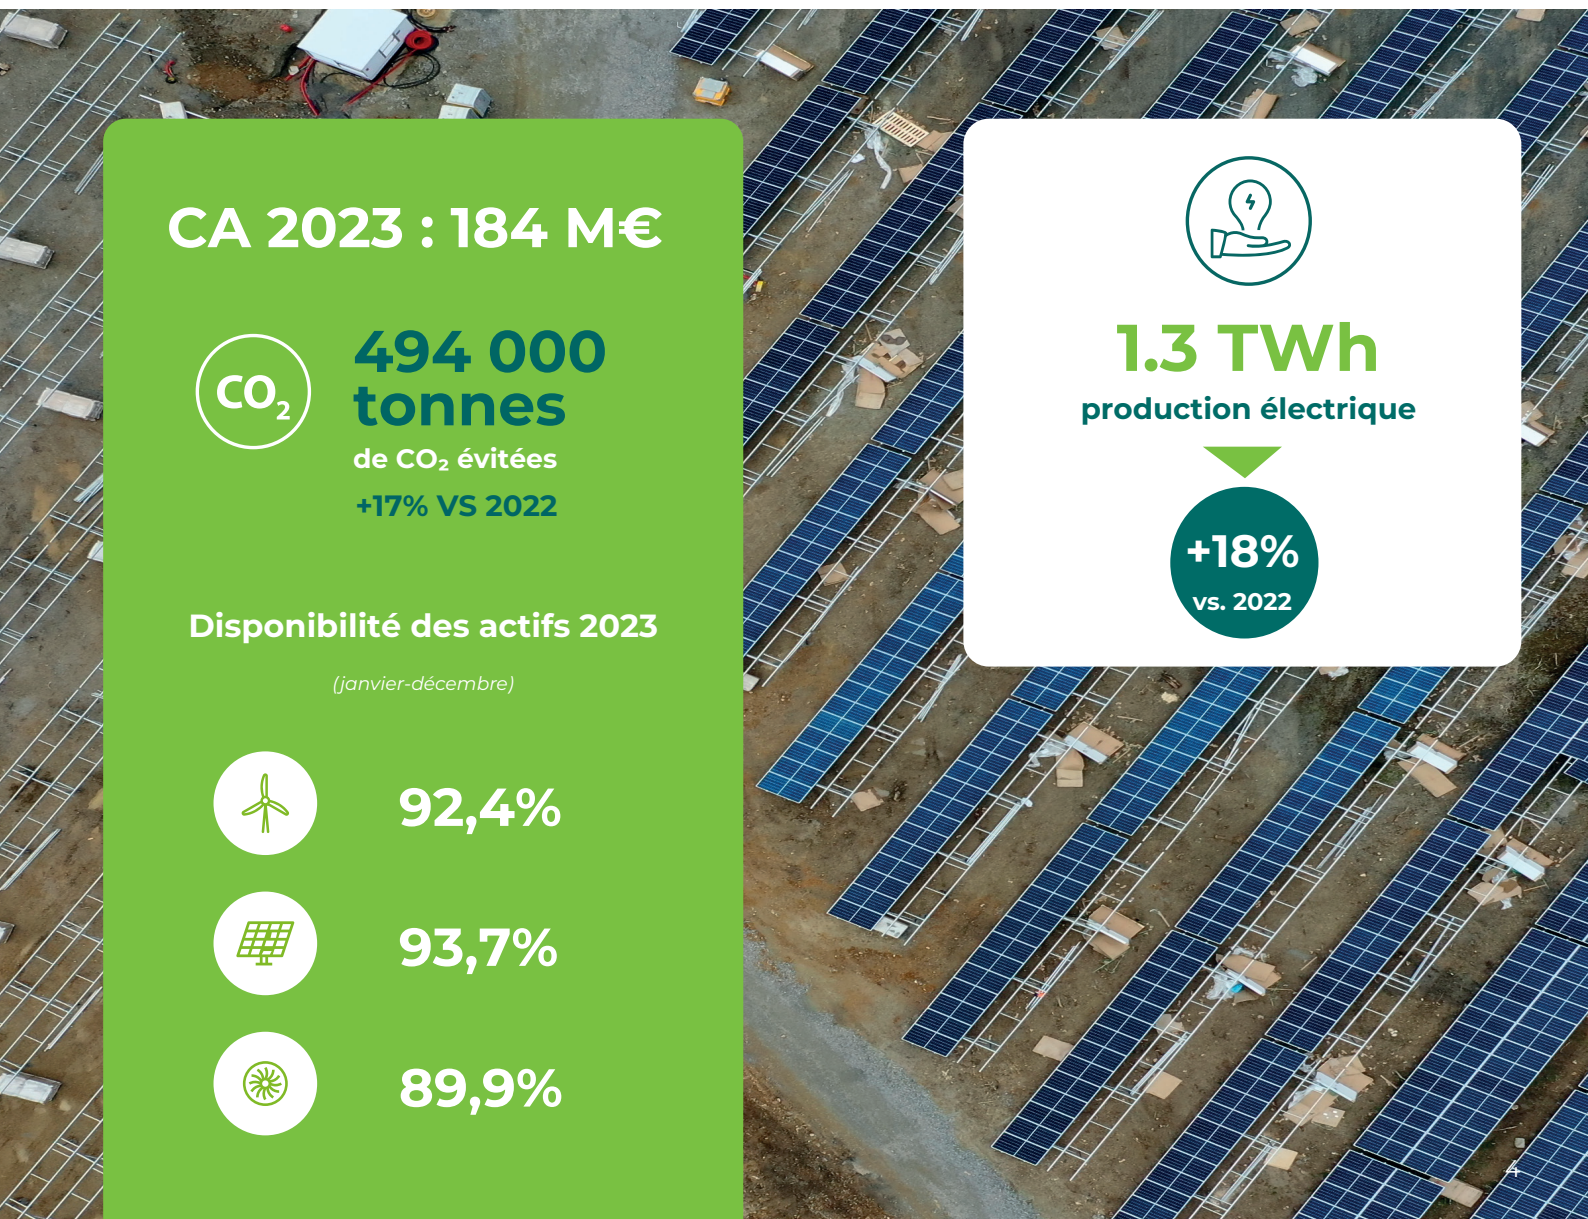 CA 2023 : 184 M€
CO₂
494 000
tonnes
de CO₂ évitées
+17% VS 2022
Disponibilité des actifs 2023
(janvier-décembre)
92,4%
93,7%
89,9%
1.3 TWh
production électrique
+18%
vs. 2022
4